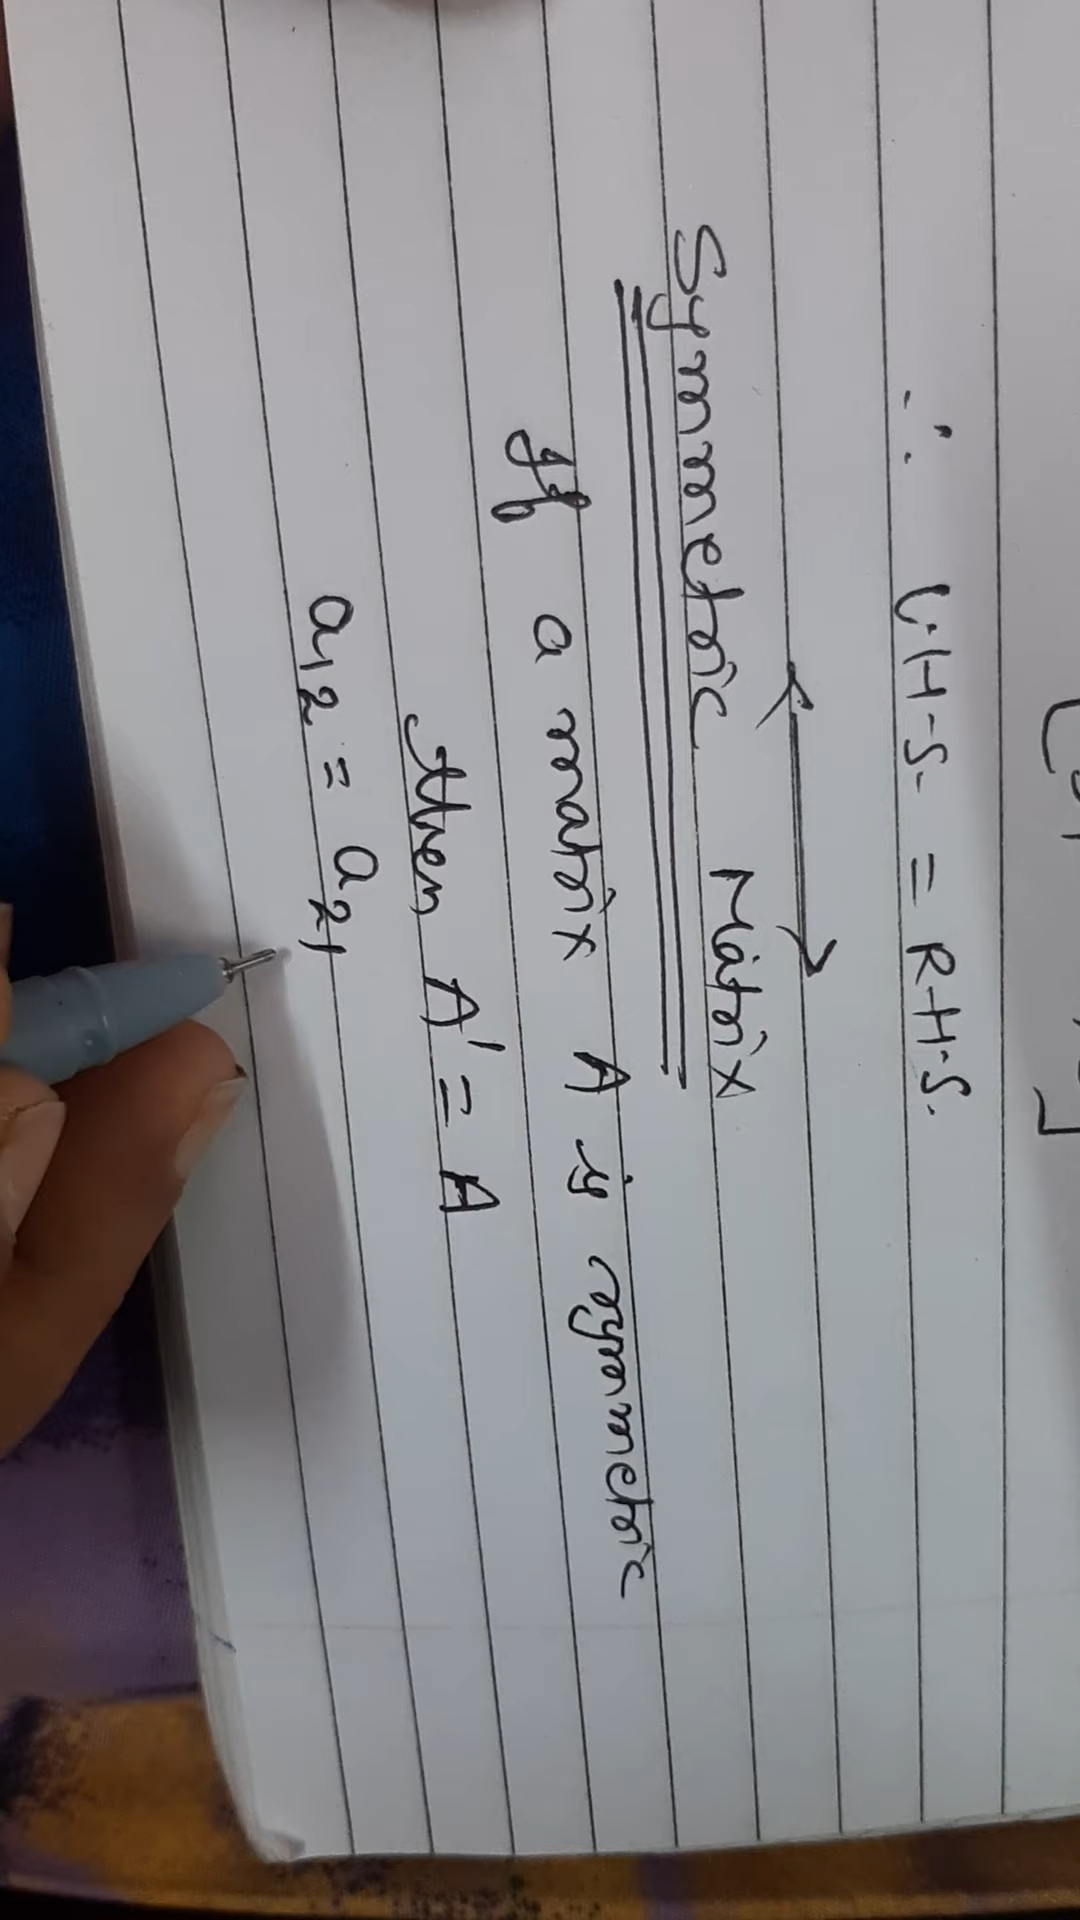 ∴ L.H.S. = R.H.S.
Symmetric Matrix
If a matrix A is symmetric
then A' = A
a₁₂ = a₂₁